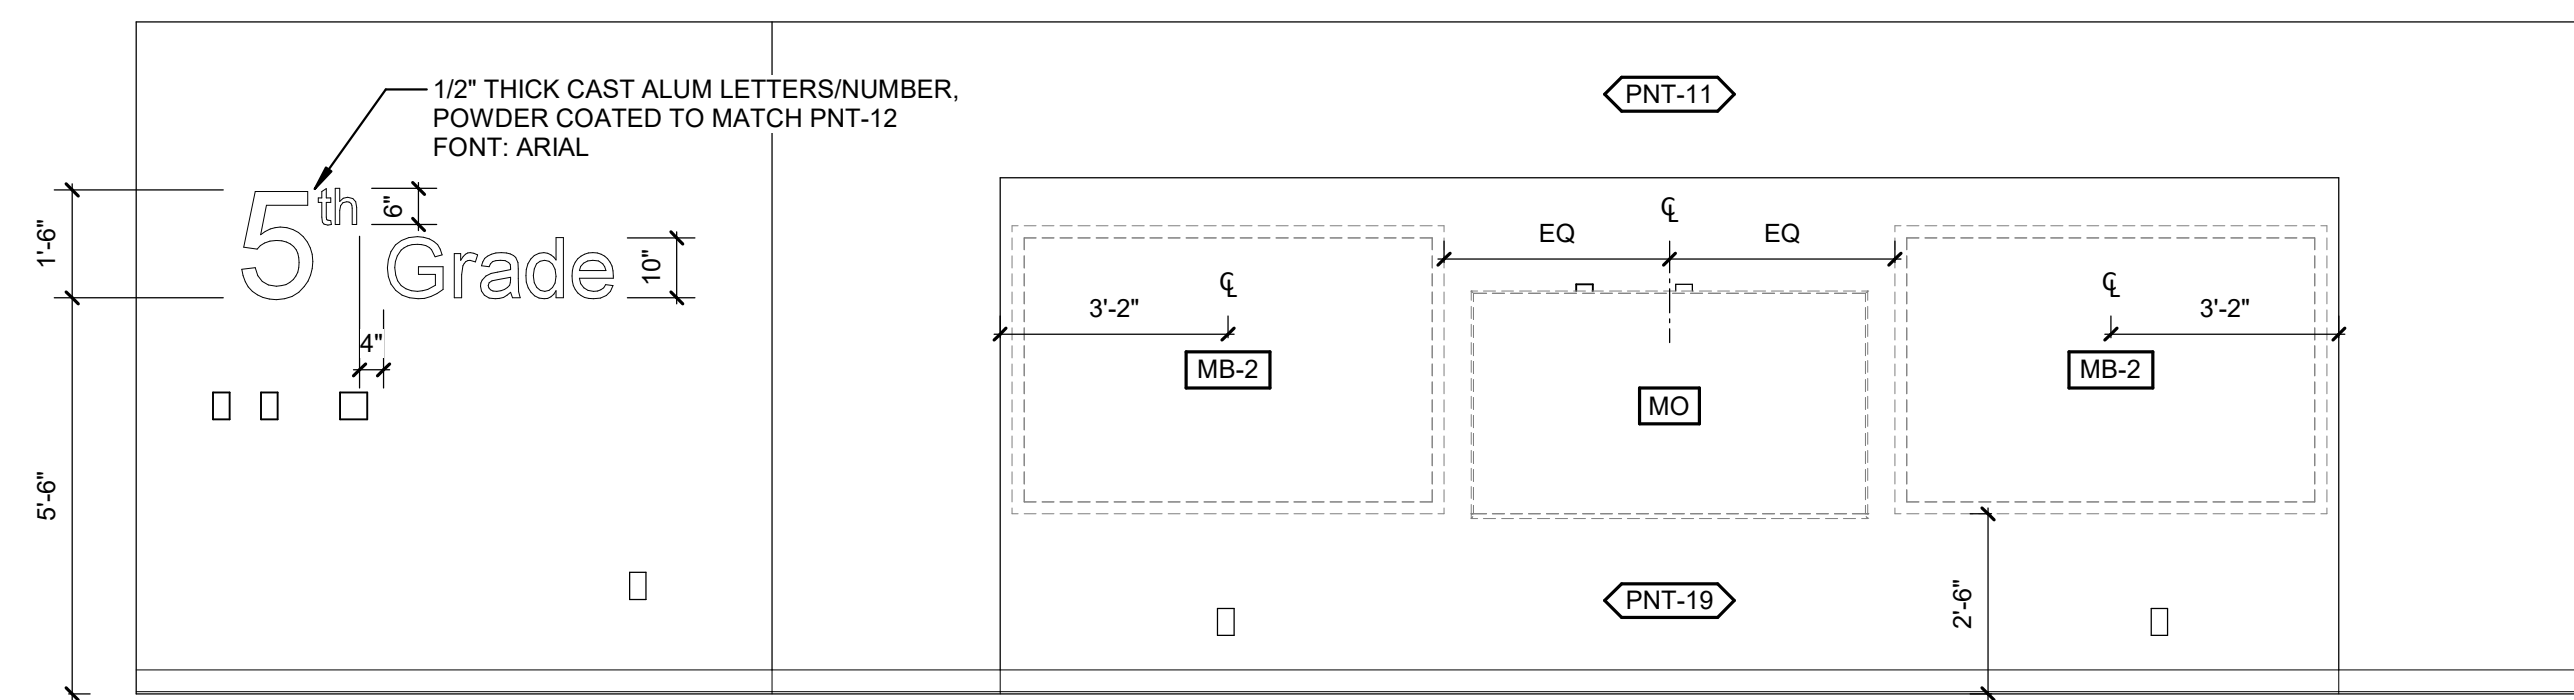 1/2" THICK CAST ALUM LETTERS/NUMBER,
POWDER COATED TO MATCH PNT-12
FONT: ARIAL
PNT-11
1'-6"
5th
6"
Grade
10"
4"
5'-6"
℄
EQ
EQ
℄
℄
3'-2"
3'-2"
MB-2
MO
MB-2
PNT-19
2'-6"